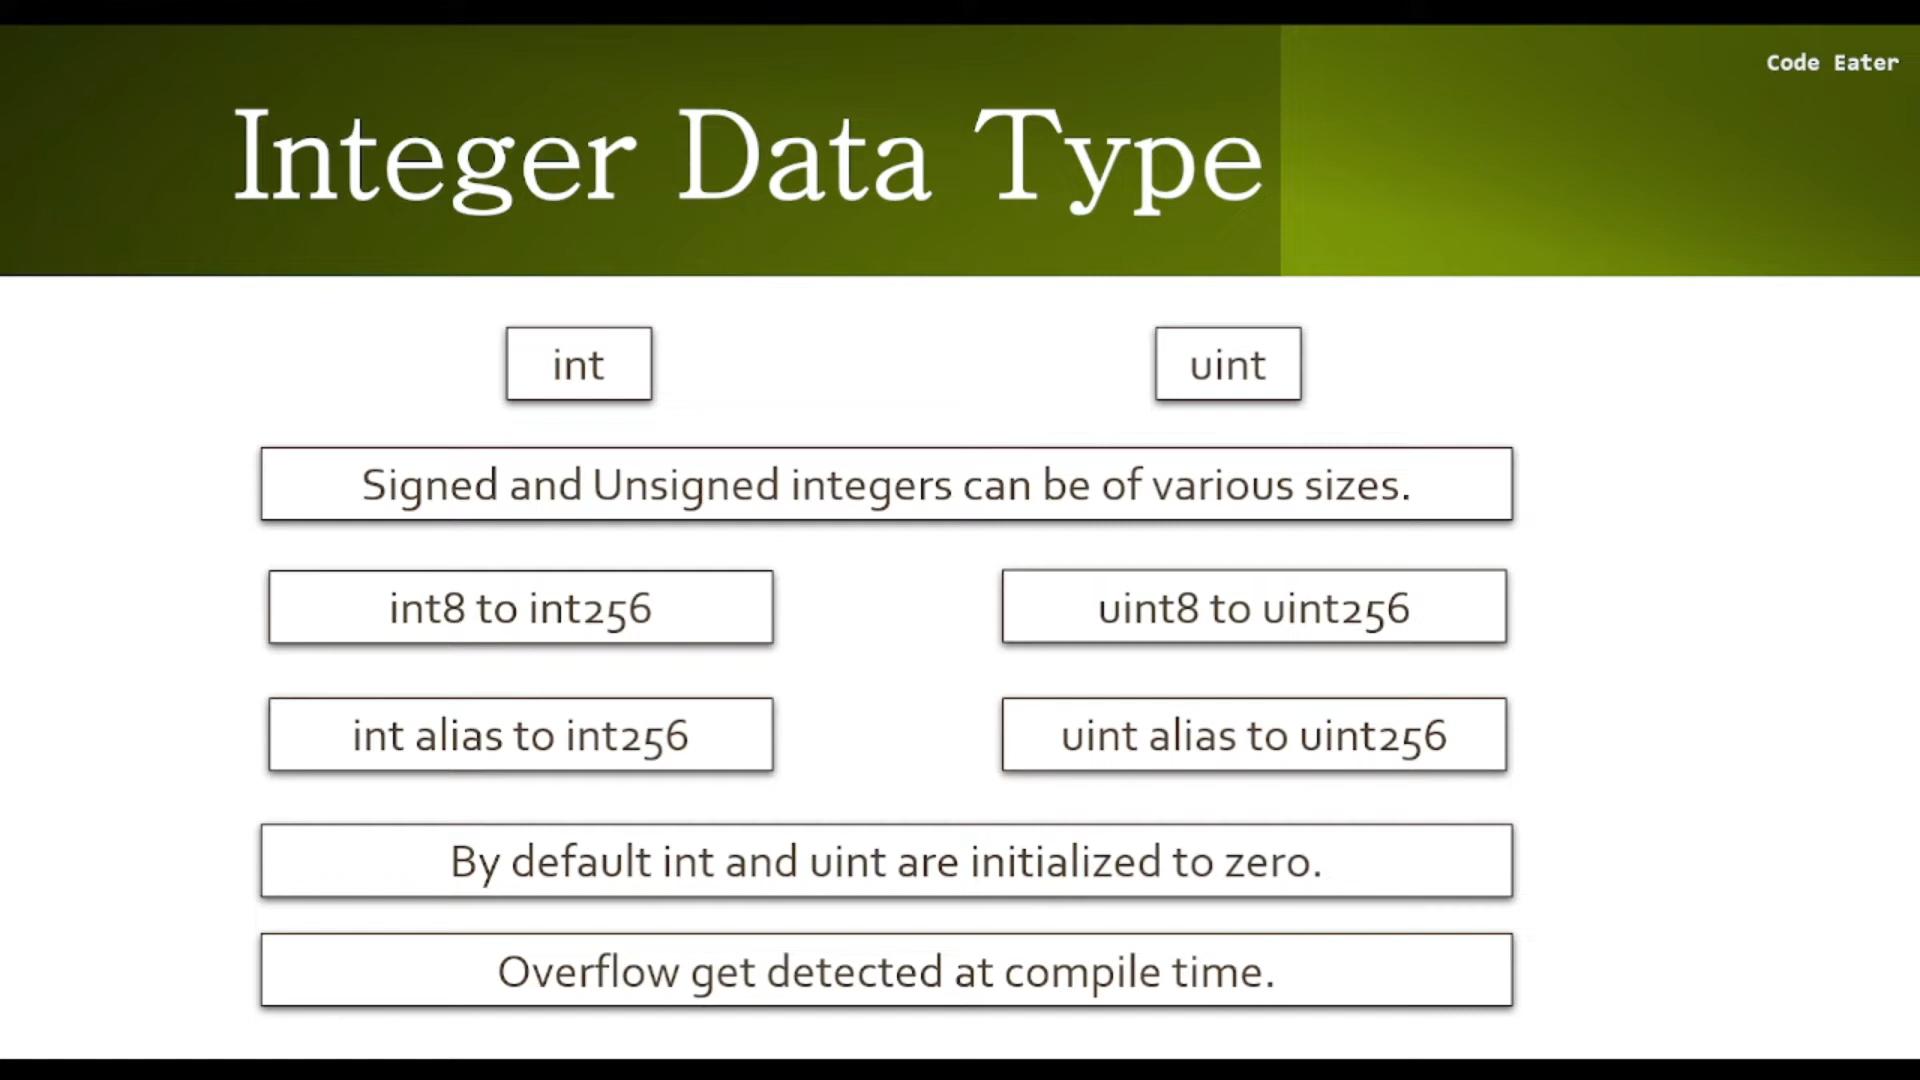 Code Eater
Integer Data Type
int
uint
Signed and Unsigned integers can be of various sizes.
int8 to int256
uint8 to uint256
int alias to int256
uint alias to uint256
By default int and uint are initialized to zero.
Overflow get detected at compile time.